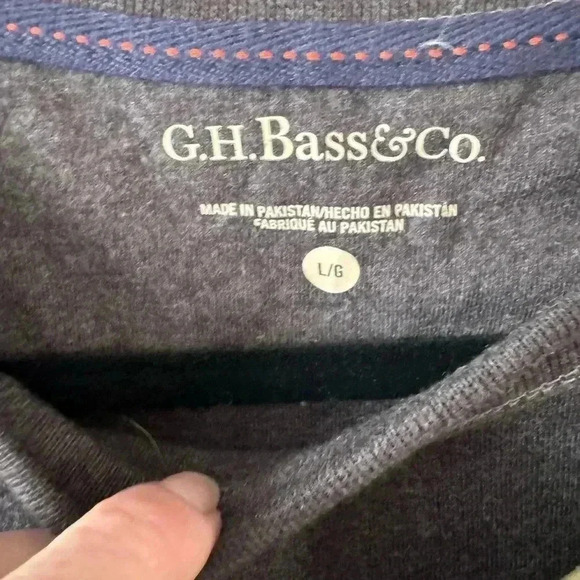 G.H.Bass&Co.
MADE IN PAKISTAN/HECHO EN PAKISTÁN
FABRIQUÉ AU PAKISTAN
L/G